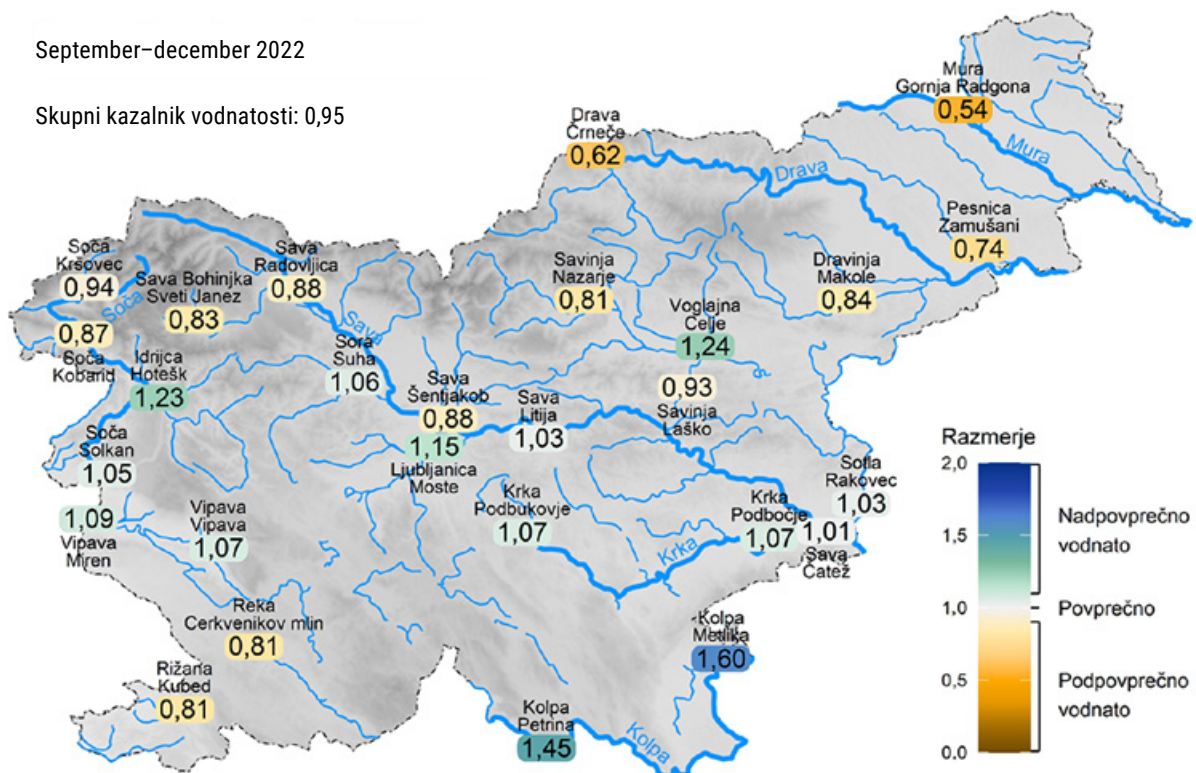 September–december 2022
Skupni kazalnik vodnatosti: 0,95
Mura
Gornja Radgona
0,54
Mura
Drava
Črneče
0,62
Drava
Pesnica
Zamušani
0,74
Soča
Kršovec
0,94
Soča
Sava Bohinjka
Sveti Janez
0,83
Sava
Radovljica
0,88
Savinja
Nazarje
0,81
Dravinja
Makole
0,84
Voglajna
Celje
1,24
0,87
Soča
Kobarid
Idrijca
Hotešk
1,23
Sava
Sora
Suha
1,06
Sava
Šentjakob
0,88
1,15
Ljubljanica
Moste
Sava
Litija
1,03
0,93
Savinja
Laško
Soča
Solkan
1,05
1,09
Vipava
Miren
Vipava
Vipava
1,07
Krka
Podbukovje
1,07
Krka
Krka
Podbočje
1,07
Sotla
Rakovec
1,03
1,01
Sava
Čatež
Reka
Cerkvenikov mlin
0,81
Rižana
Kubed
0,81
Kolpa
Metlika
1,60
Kolpa
Petrina
1,45
Kolpa
Razmerje
2,0
1,5
1,0
0,5
0,0
Nadpovprečno
vodnato
Povprečno
Podpovprečno
vodnato